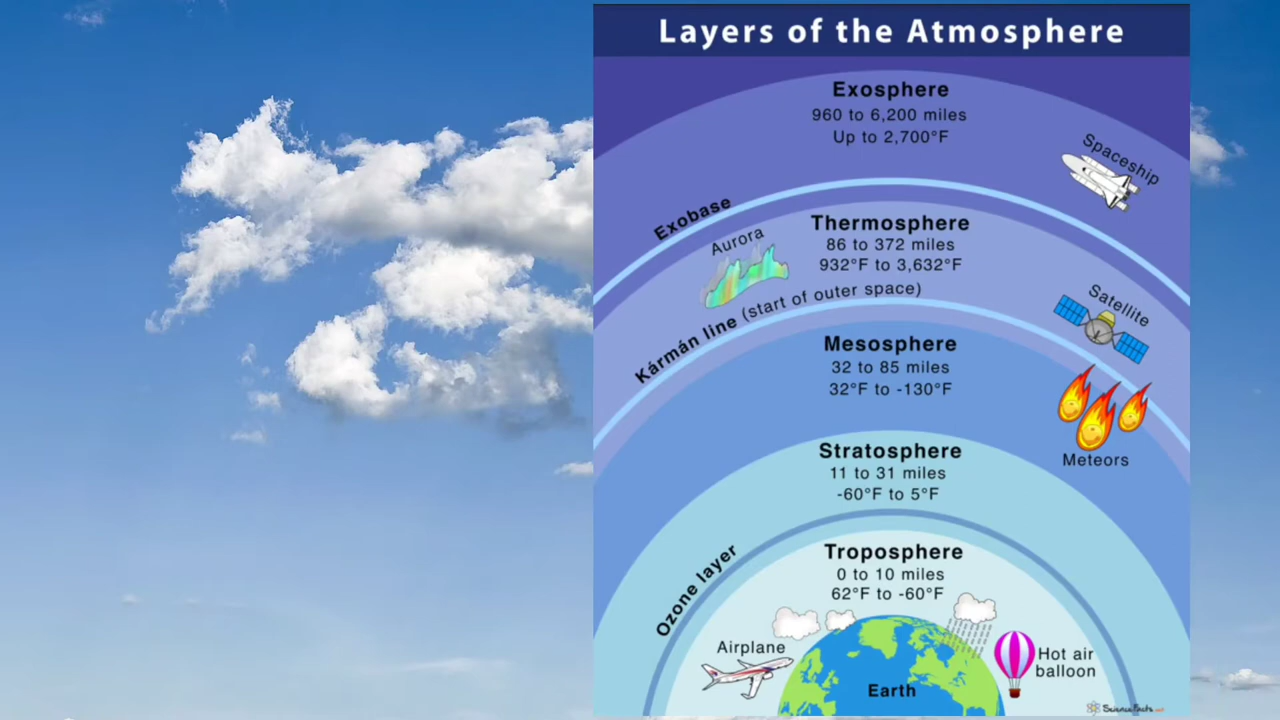 Layers of the Atmosphere
Exosphere
960 to 6,200 miles
Up to 2,700°F
Spaceship
Exobase
Thermosphere
86 to 372 miles
932°F to 3,632°F
Aurora
Satellite
Kármán line (start of outer space)
Mesosphere
32 to 85 miles
32°F to -130°F
Meteors
Stratosphere
11 to 31 miles
-60°F to 5°F
Ozone layer
Troposphere
0 to 10 miles
62°F to -60°F
Airplane
Hot air
balloon
Earth
ScienceFacts.net